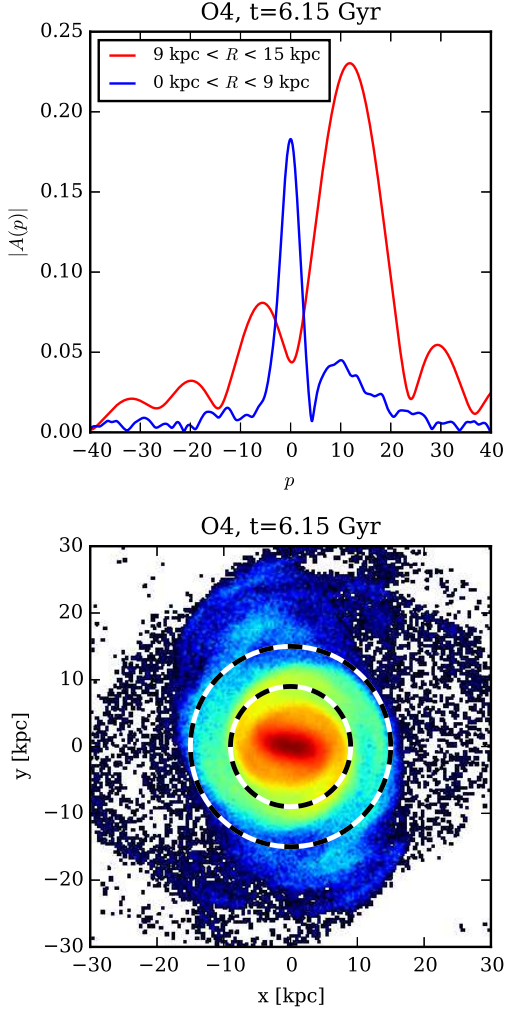 O4, t=6.15 Gyr
0.25
0.20
0.15
0.10
0.05
0.00
|A(p)|
9 kpc < R < 15 kpc
0 kpc < R < 9 kpc
−40 −30 −20 −10 0 10 20 30 40
p
O4, t=6.15 Gyr
30
20
10
0
−10
−20
−30
y [kpc]
−30 −20 −10 0 10 20 30
x [kpc]